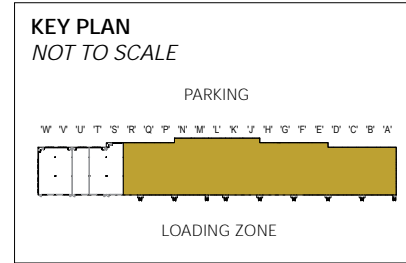 KEY PLAN
NOT TO SCALE
PARKING
'W' 'V' 'U' 'T' 'S' 'R' 'Q' 'P' 'N' 'M' 'L' 'K' 'J' 'H' 'G' 'F' 'E' 'D' 'C' 'B' 'A'
LOADING ZONE